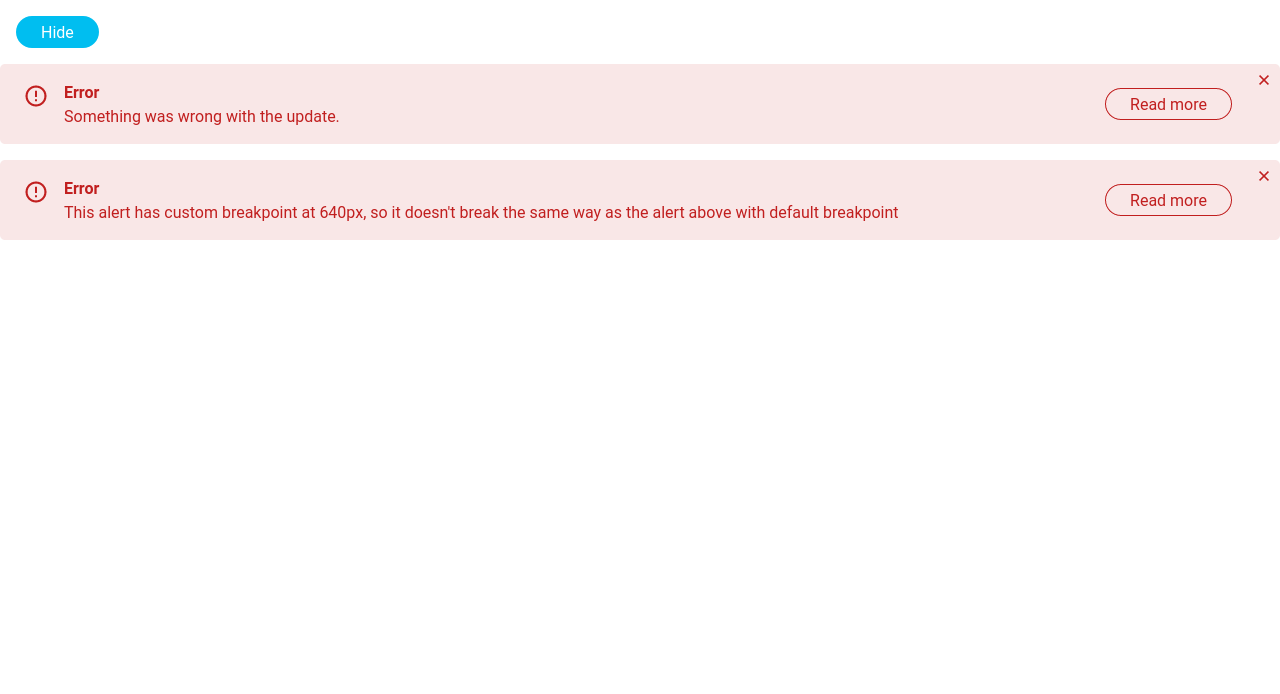 Hide
Error
Something was wrong with the update.
Read more
Error
This alert has custom breakpoint at 640px, so it doesn't break the same way as the alert above with default breakpoint
Read more